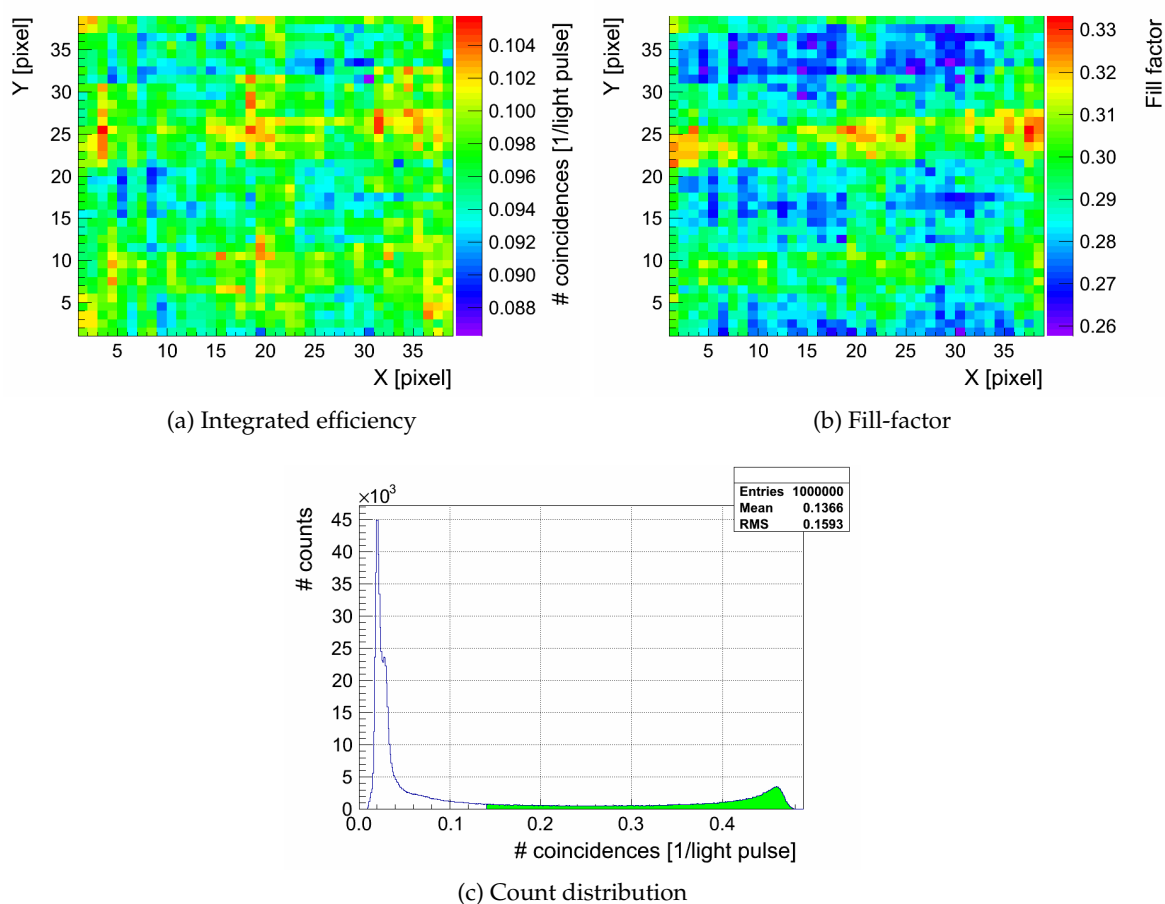 Y [pixel]
35
30
25
20
15
10
5
5 10 15 20 25 30 35
X [pixel]
0.104
0.102
0.100
0.098
0.096
0.094
0.092
0.090
0.088
# coincidences [1/light pulse]
(a) Integrated efficiency
Y [pixel]
35
30
25
20
15
10
5
5 10 15 20 25 30 35
X [pixel]
0.33
0.32
0.31
0.30
0.29
0.28
0.27
0.26
Fill factor
(b) Fill-factor
×10³
# counts
45
40
35
30
25
20
15
10
5
0
0.0 0.1 0.2 0.3 0.4
# coincidences [1/light pulse]
Entries 1000000
Mean 0.1366
RMS 0.1593
(c) Count distribution